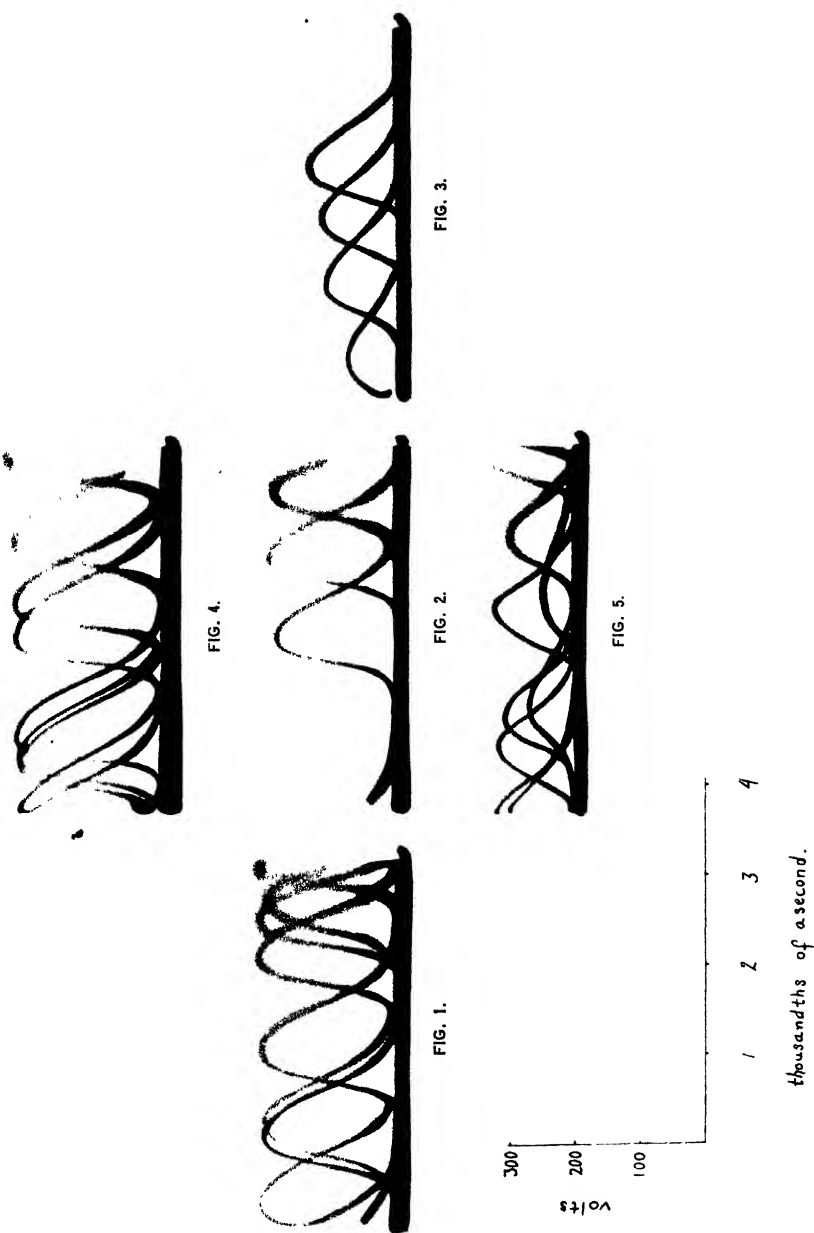 FIG. 1.
FIG. 4.
FIG. 2.
FIG. 5.
FIG. 3.
volts
300
200
100
1
2
3
4
thousandths of a second.